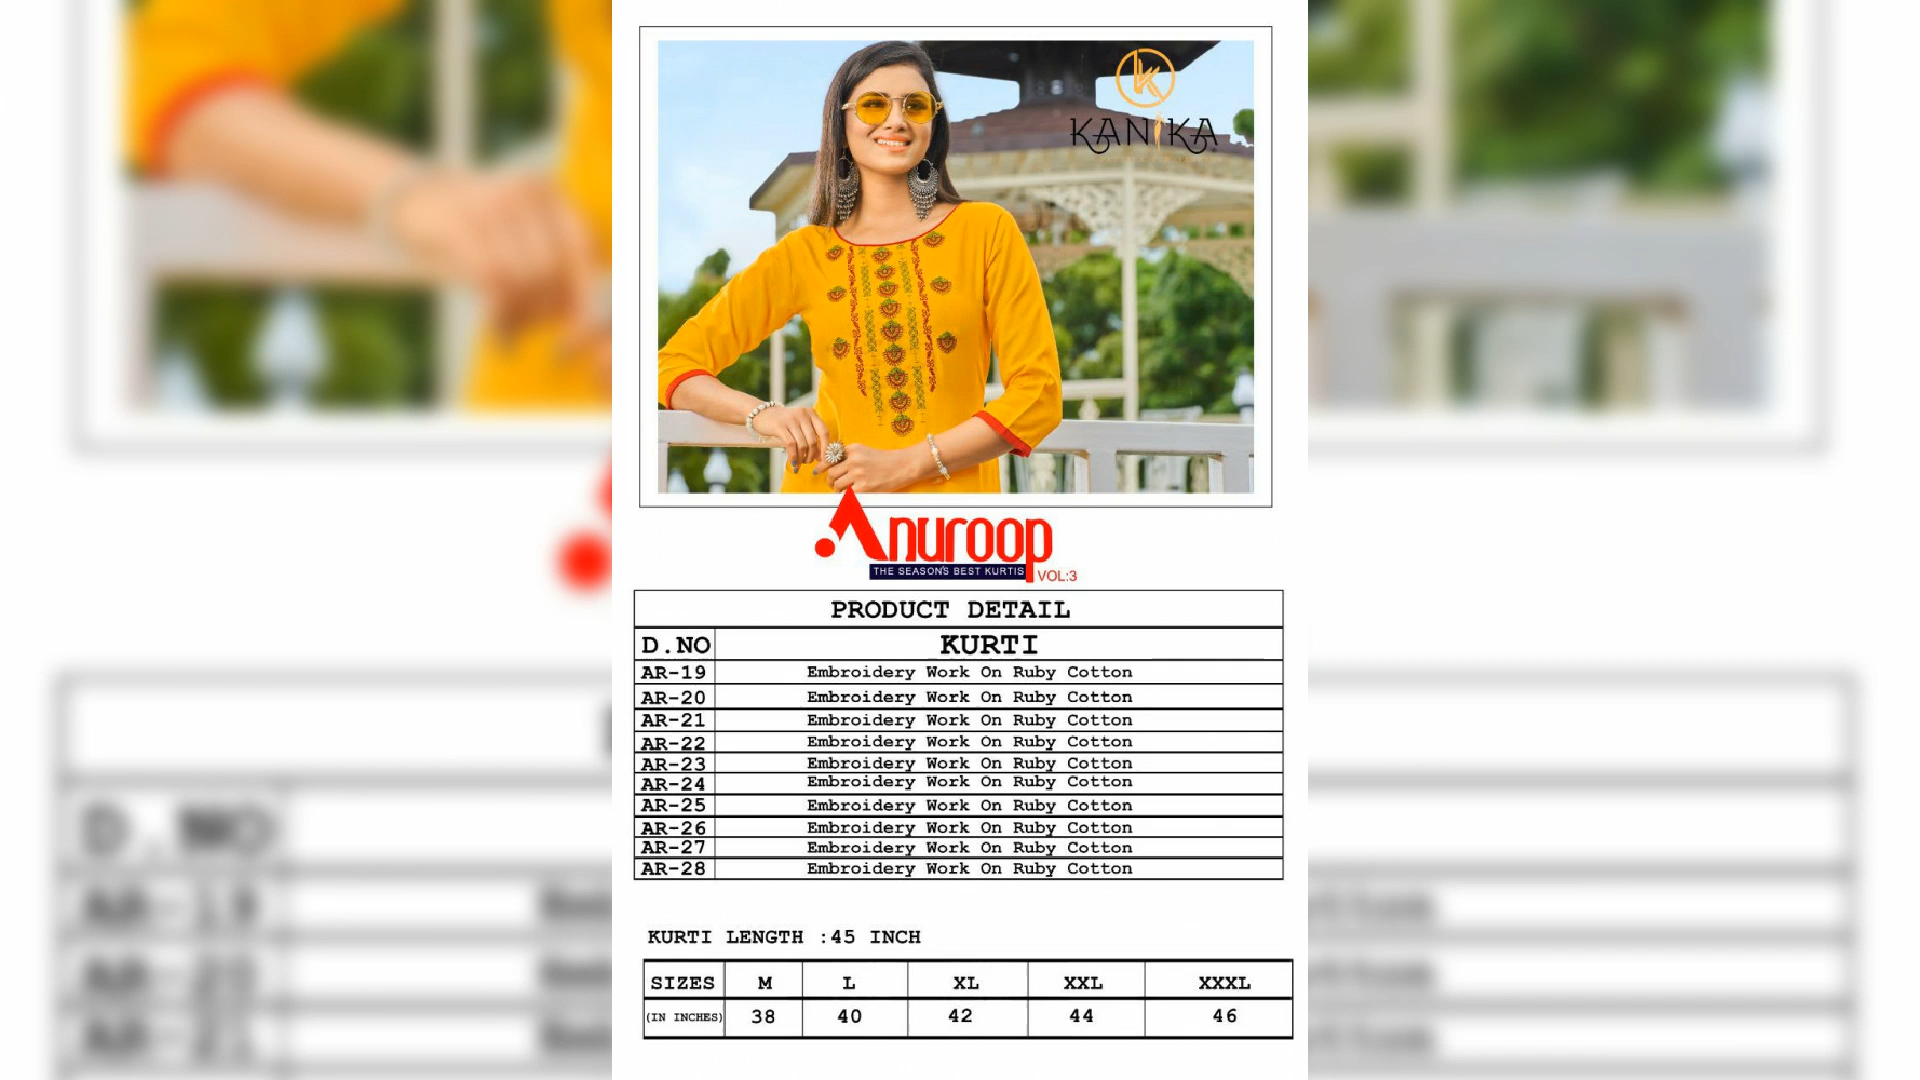 KANIKA
Anuroop
THE SEASON'S BEST KURTIS
VOL:3
PRODUCT DETAIL
D.NO KURTI
AR-19 Embroidery Work On Ruby Cotton
AR-20 Embroidery Work On Ruby Cotton
AR-21 Embroidery Work On Ruby Cotton
AR-22 Embroidery Work On Ruby Cotton
AR-23 Embroidery Work On Ruby Cotton
AR-24 Embroidery Work On Ruby Cotton
AR-25 Embroidery Work On Ruby Cotton
AR-26 Embroidery Work On Ruby Cotton
AR-27 Embroidery Work On Ruby Cotton
AR-28 Embroidery Work On Ruby Cotton
KURTI LENGTH :45 INCH
SIZES M L XL XXL XXXL
(IN INCHES) 38 40 42 44 46